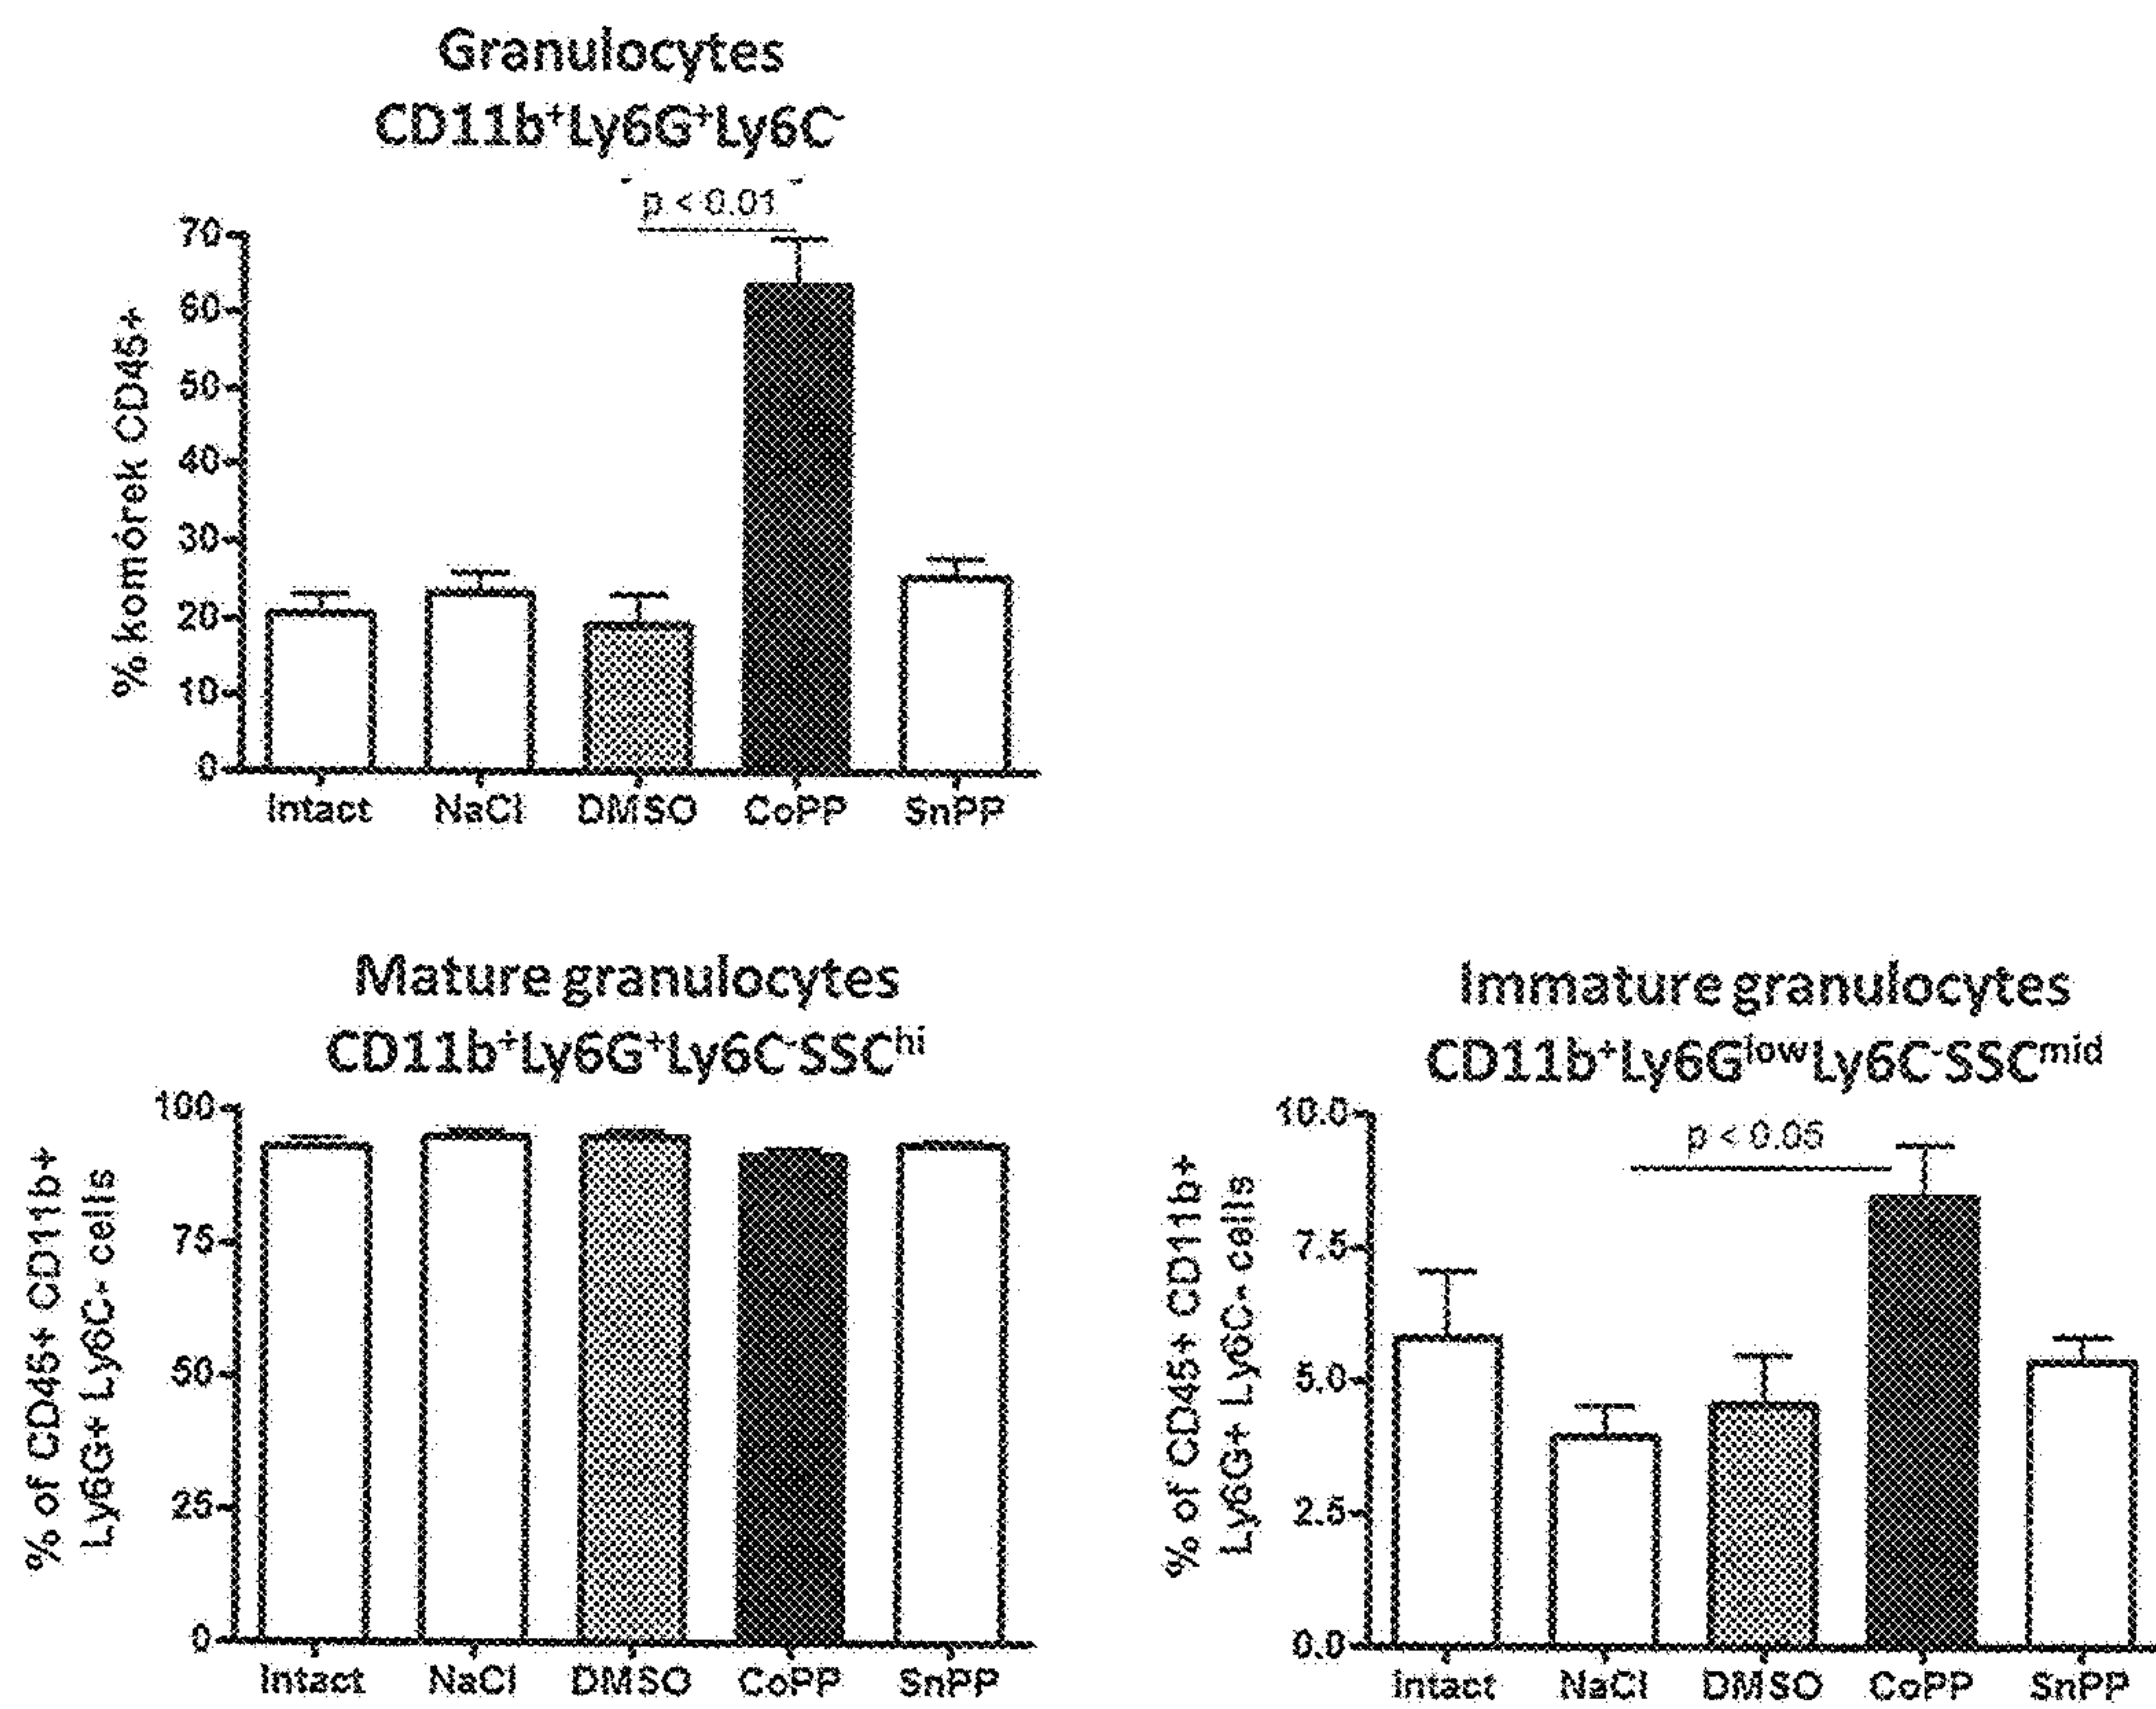 Granulocytes
CD11b⁺Ly6G⁺Ly6C⁻
p < 0.01
% komórek CD45+
70
60
50
40
30
20
10
0
Intact NaCl DMSO CoPP SnPP
Mature granulocytes
CD11b⁺Ly6G⁺Ly6C⁻SSCʰⁱ
% of CD45+ CD11b+
Ly6G+ Ly6C- cells
100
75
50
25
0
Intact NaCl DMSO CoPP SnPP
Immature granulocytes
CD11b⁺Ly6GˡᵒʷLy6C⁻SSCᵐⁱᵈ
p < 0.05
% of CD45+ CD11b+
Ly6G+ Ly6C- cells
10.0
7.5
5.0
2.5
0.0
Intact NaCl DMSO CoPP SnPP